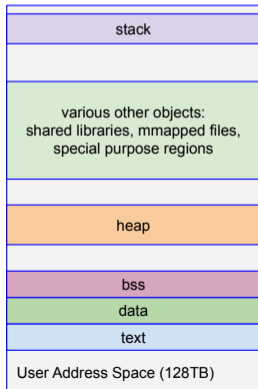 stack
various other objects:
shared libraries, mmapped files,
special purpose regions
heap
bss
data
text
User Address Space (128TB)